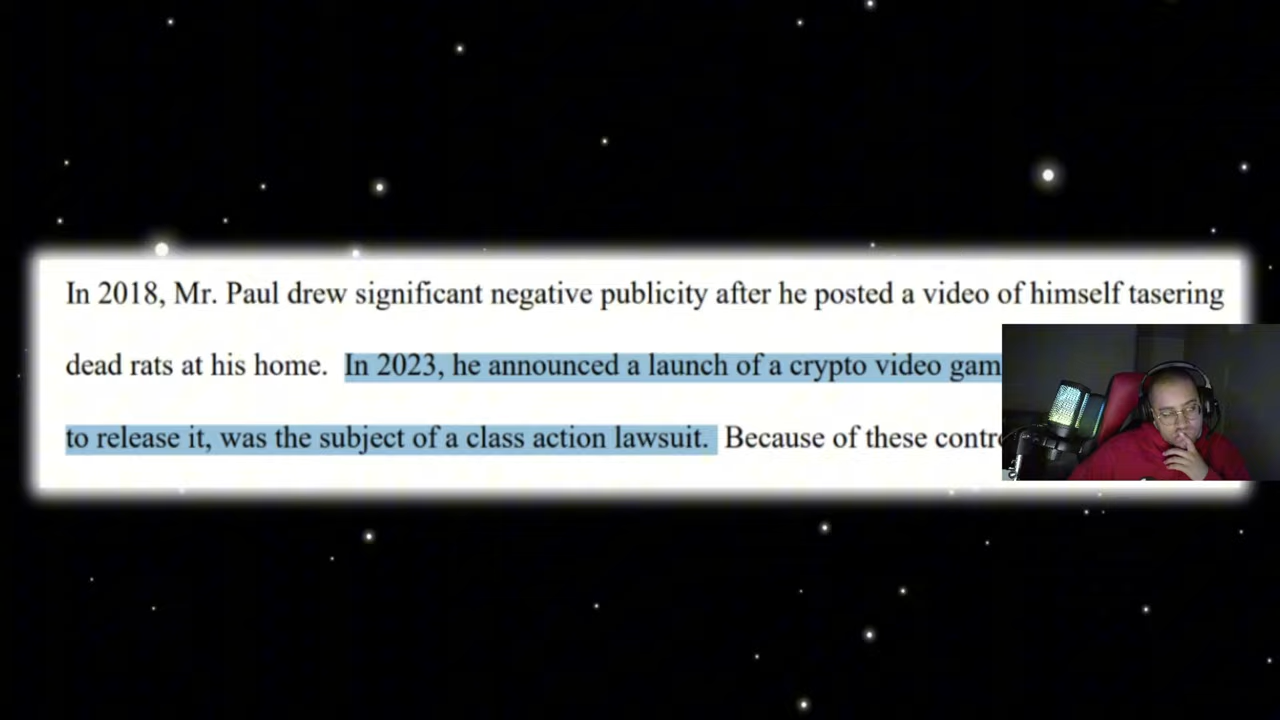 In 2018, Mr. Paul drew significant negative publicity after he posted a video of himself tasering
dead rats at his home. In 2023, he announced a launch of a crypto video
to release it, was the subject of a class action lawsuit. Because of these